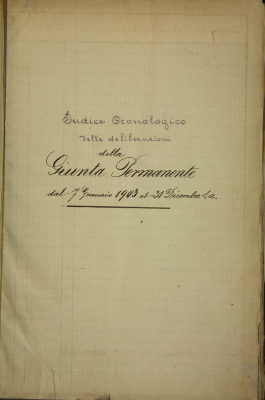 Indice Cronologico
delle deliberazioni
della
Giunta Permanente
dal 7 Gennaio 1903 al 31 Dicembre